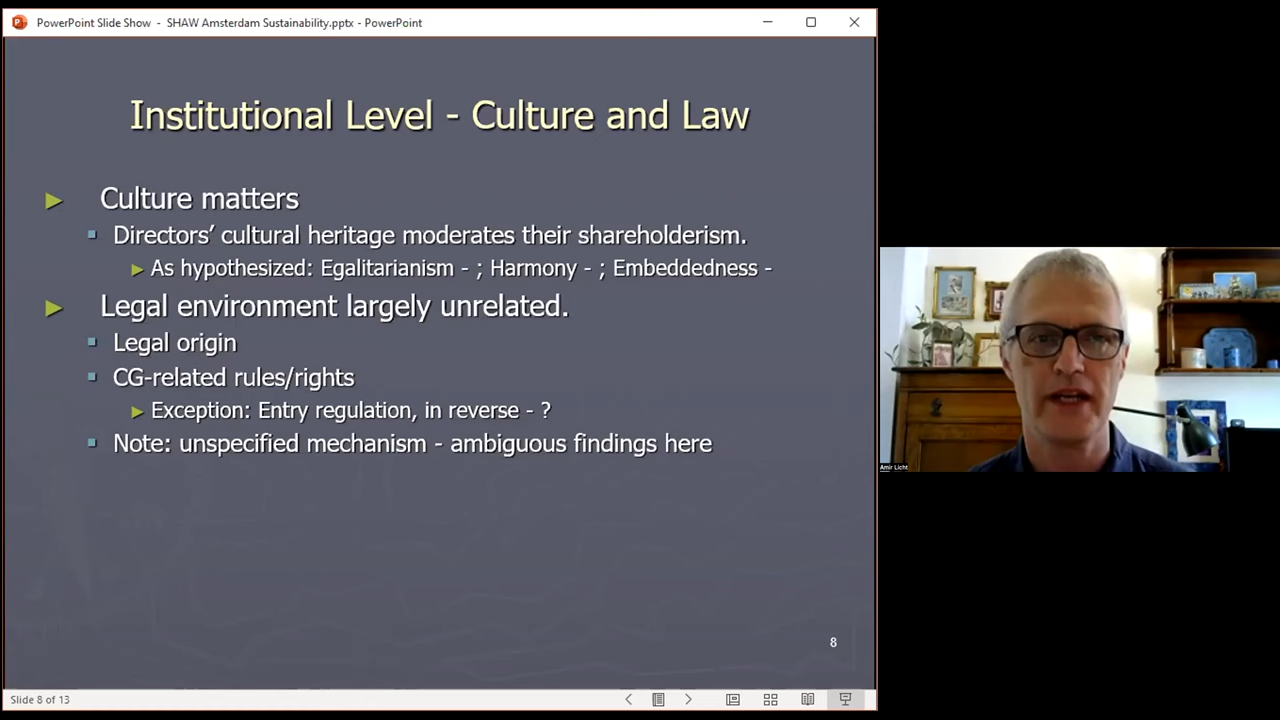 PowerPoint Slide Show - SHAW Amsterdam Sustainability.pptx - PowerPoint
Institutional Level - Culture and Law
Culture matters
Directors’ cultural heritage moderates their shareholderism.
As hypothesized: Egalitarianism - ; Harmony - ; Embeddedness -
Legal environment largely unrelated.
Legal origin
CG-related rules/rights
Exception: Entry regulation, in reverse - ?
Note: unspecified mechanism - ambiguous findings here
8
Slide 8 of 13
Amir Licht